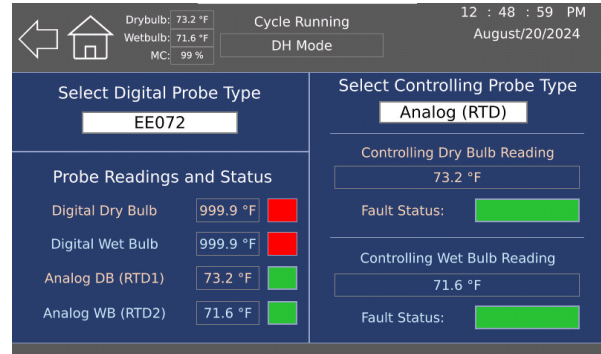 Drybulb: 73.2 °F
Wetbulb: 71.6 °F
MC: 99 %
Cycle Running
DH Mode
12 : 48 : 59 PM
August/20/2024
Select Digital Probe Type
EE072
Probe Readings and Status
Digital Dry Bulb 999.9 °F
Digital Wet Bulb 999.9 °F
Analog DB (RTD1) 73.2 °F
Analog WB (RTD2) 71.6 °F
Select Controlling Probe Type
Analog (RTD)
Controlling Dry Bulb Reading
73.2 °F
Fault Status:
Controlling Wet Bulb Reading
71.6 °F
Fault Status: